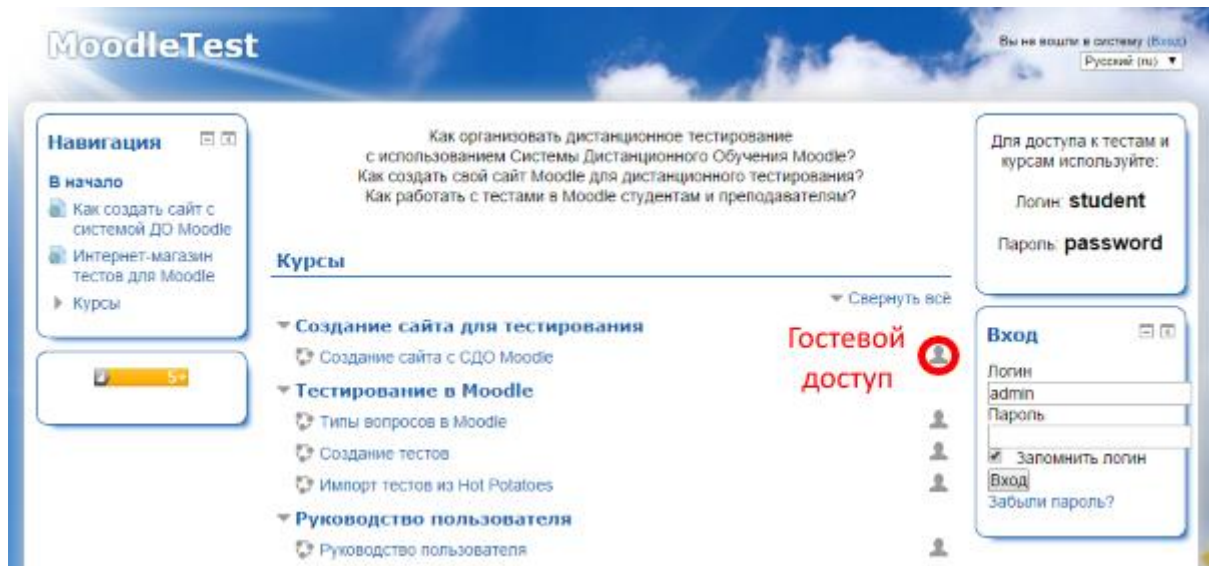 MoodleTest
Вы не вошли в систему (Вход)
Русский (ru)
Навигация
В начало
Как создать сайт с
системой ДО Moodle
Интернет-магазин
тестов для Moodle
Курсы
5+
Как организовать дистанционное тестирование
с использованием Системы Дистанционного Обучения Moodle?
Как создать свой сайт Moodle для дистанционного тестирования?
Как работать с тестами в Moodle студентам и преподавателям?
Курсы
Свернуть всё
Создание сайта для тестирования
Создание сайта с СДО Moodle
Гостевой
доступ
Тестирование в Moodle
Типы вопросов в Moodle
Создание тестов
Импорт тестов из Hot Potatoes
Руководство пользователя
Руководство пользователя
Для доступа к тестам и
курсам используйте:
Логин: student
Пароль: password
Вход
Логин
admin
Пароль
Запомнить логин
Вход
Забыли пароль?